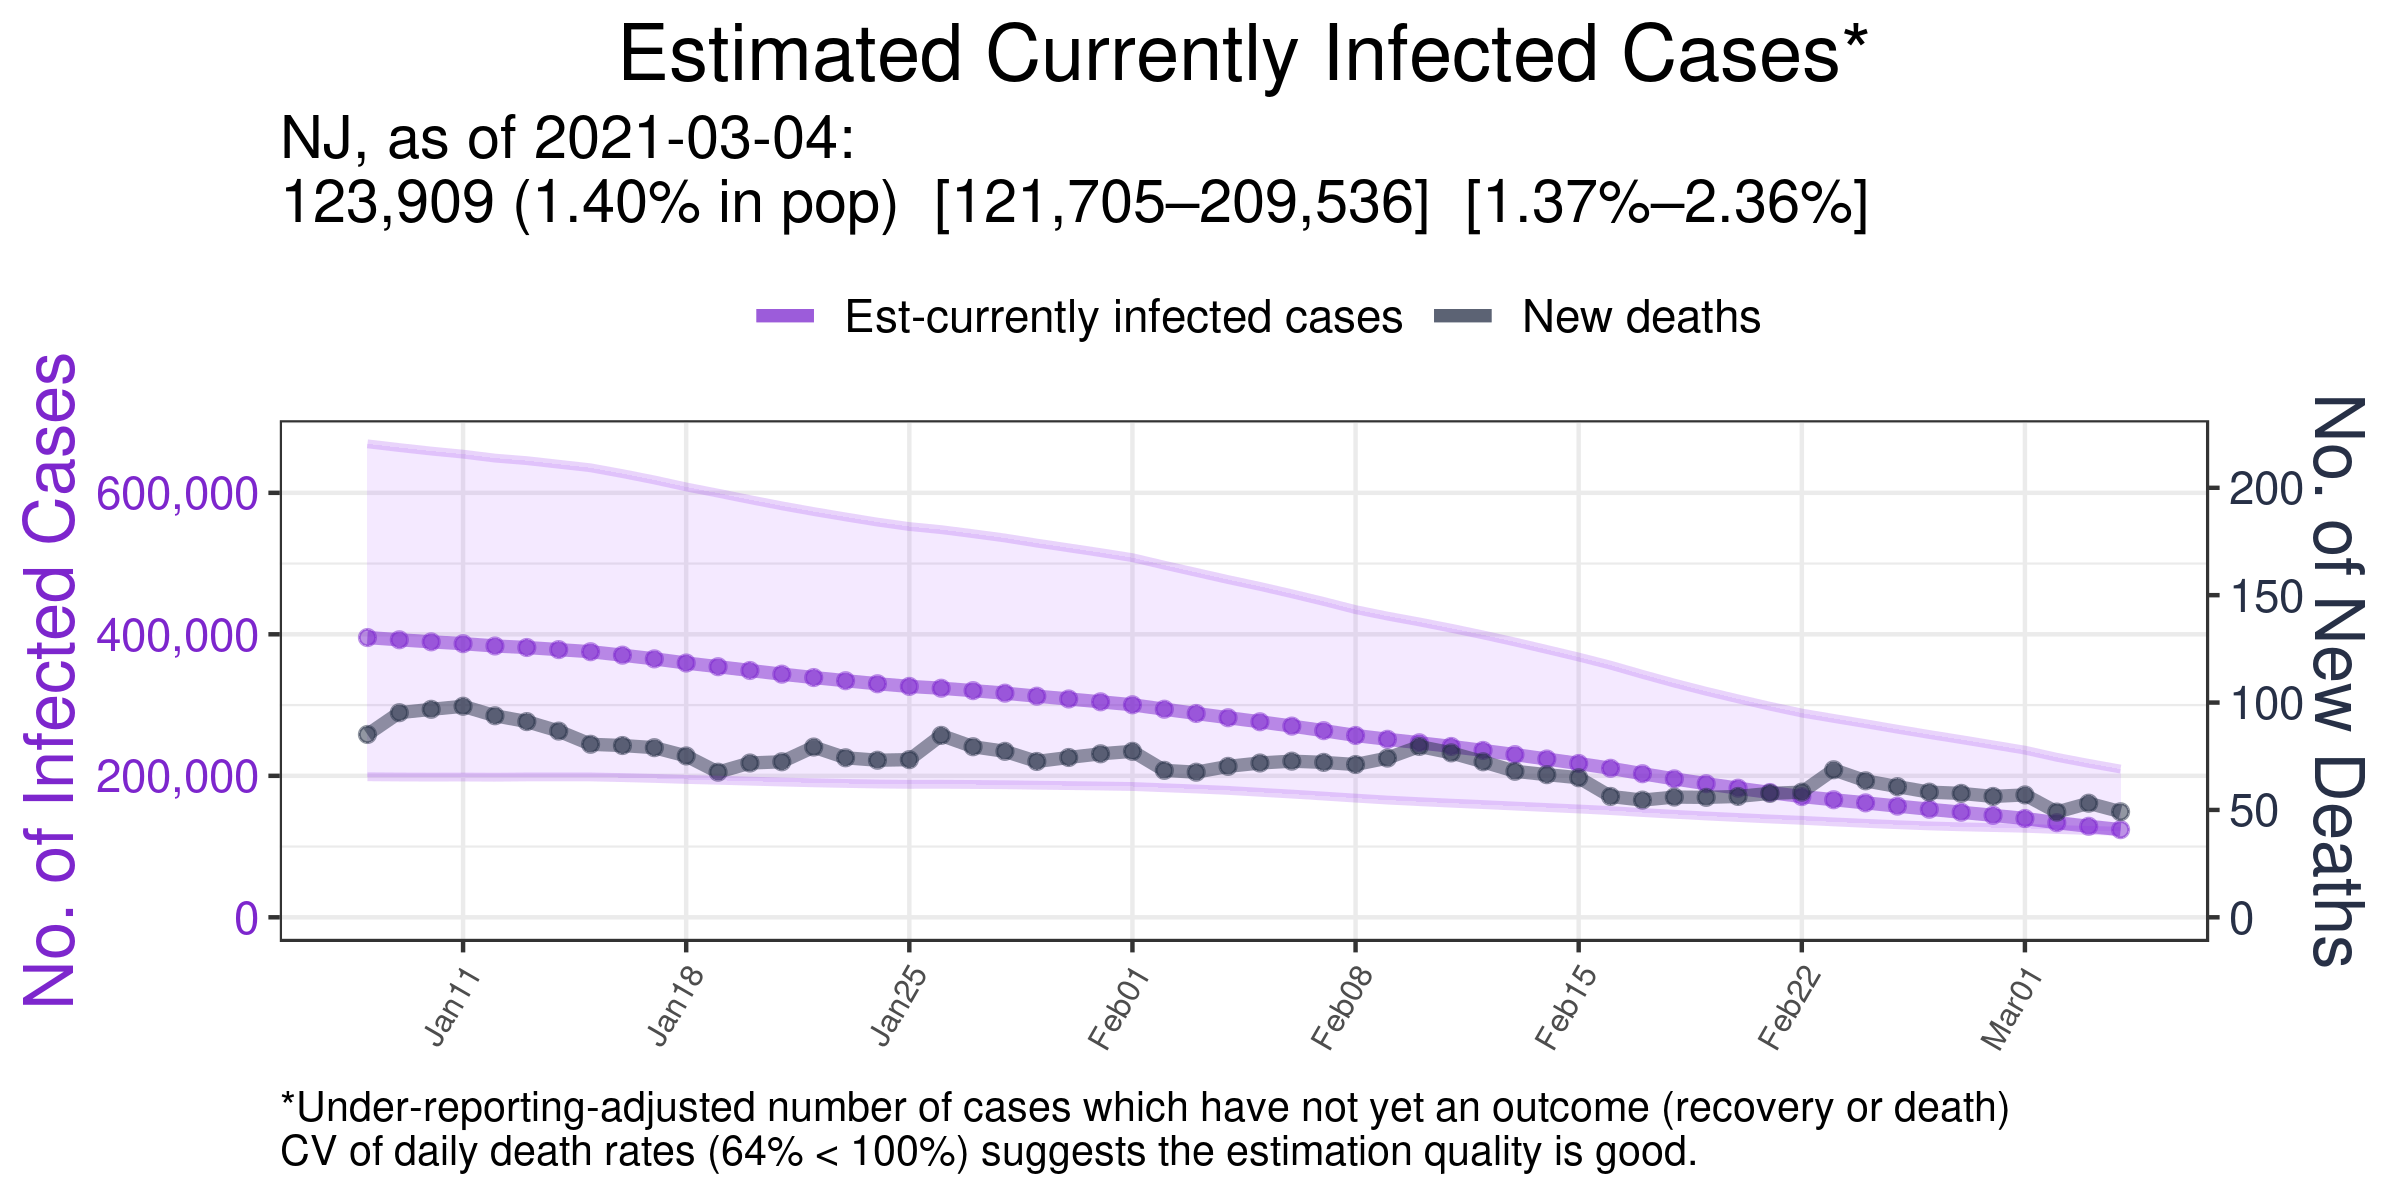 Estimated Currently Infected Cases*
NJ, as of 2021-03-04:
123,909 (1.40% in pop)  [121,705–209,536]  [1.37%–2.36%]
Est-currently infected cases
New deaths
No. of Infected Cases
600,000
400,000
200,000
0
200
150
100
50
0
No. of New Deaths
Jan11
Jan18
Jan25
Feb01
Feb08
Feb15
Feb22
Mar01
*Under-reporting-adjusted number of cases which have not yet an outcome (recovery or death)
CV of daily death rates (64% < 100%) suggests the estimation quality is good.